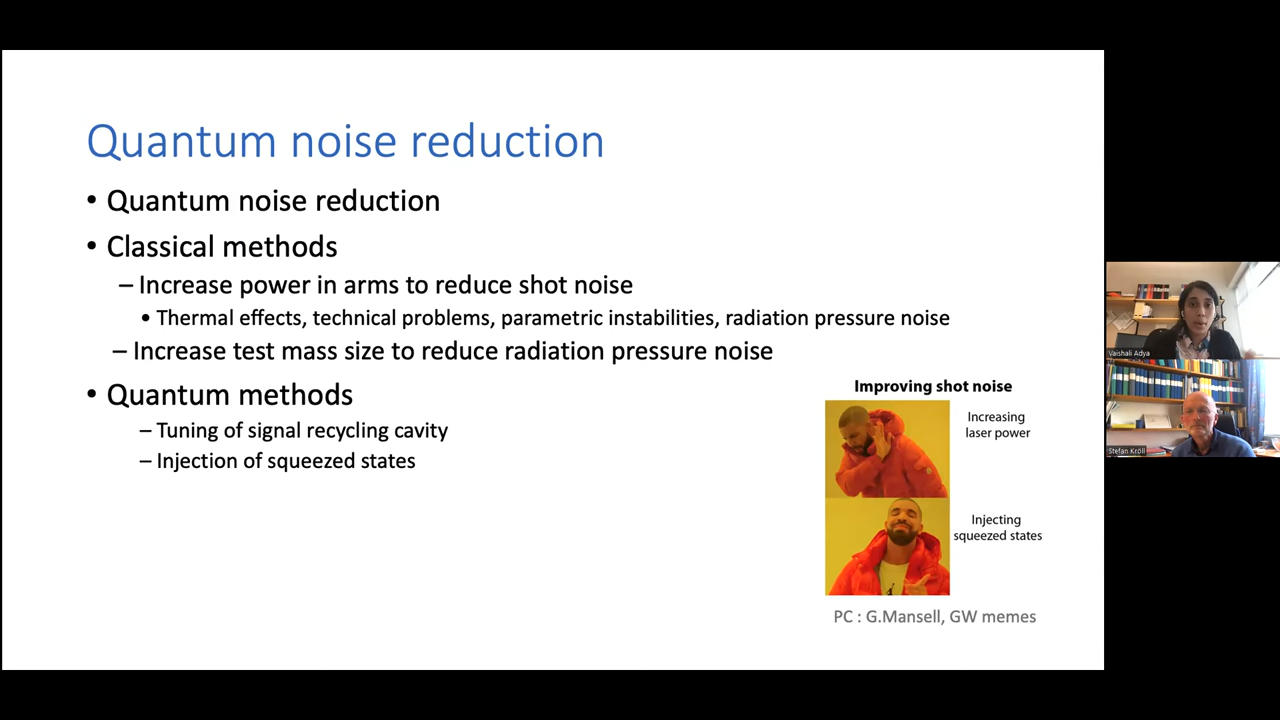 Quantum noise reduction
• Quantum noise reduction
• Classical methods
– Increase power in arms to reduce shot noise
• Thermal effects, technical problems, parametric instabilities, radiation pressure noise
– Increase test mass size to reduce radiation pressure noise
• Quantum methods
– Tuning of signal recycling cavity
– Injection of squeezed states
Improving shot noise
Increasing
laser power
Injecting
squeezed states
PC : G.Mansell, GW memes
Vaishali Adya
Stefan Kröll